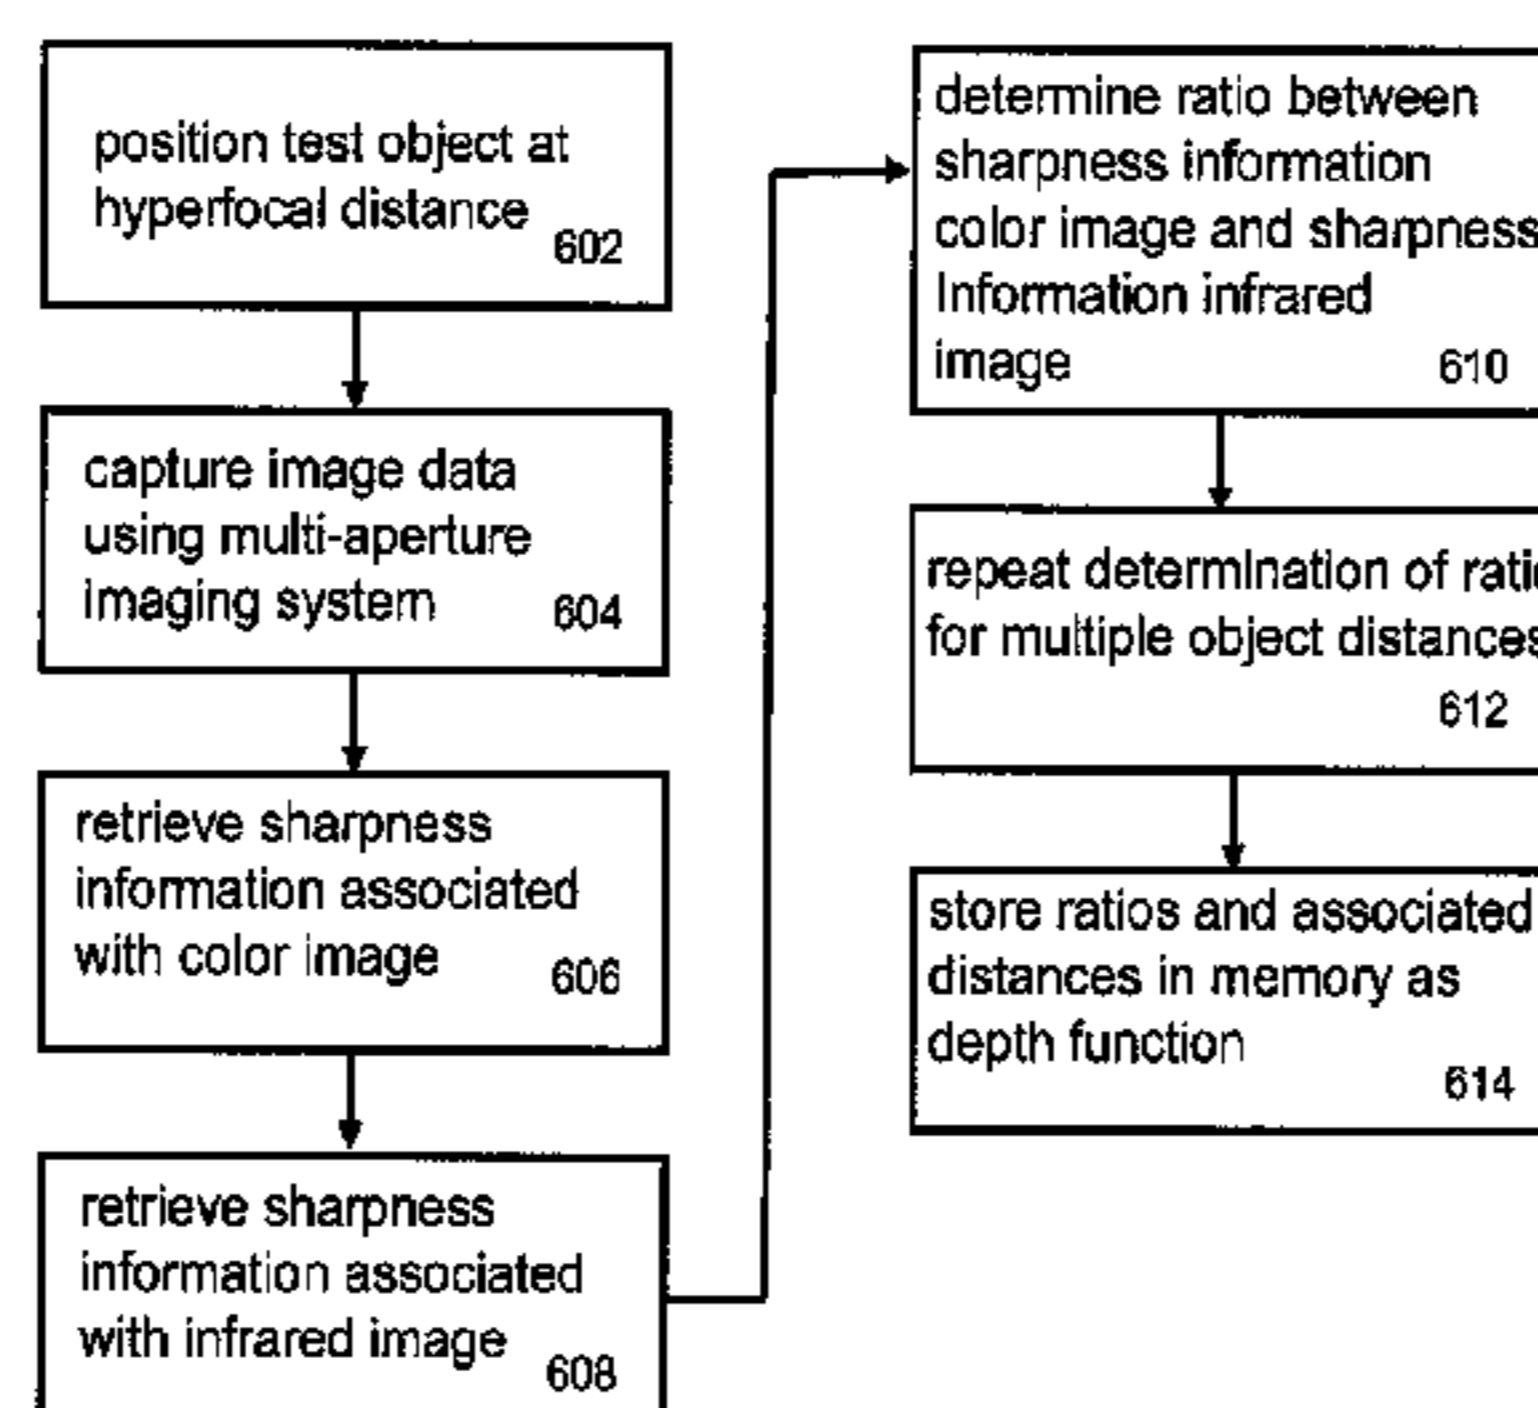 position test object at
hyperfocal distance
602
capture image data
using multi-aperture
imaging system
604
retrieve sharpness
information associated
with color image
606
retrieve sharpness
information associated
with infrared image
608
determine ratio between
sharpness information
color image and sharpness
Information infrared
image
610
repeat determination of
for multiple object distances
612
store ratios and associated
distances in memory as
depth function
614